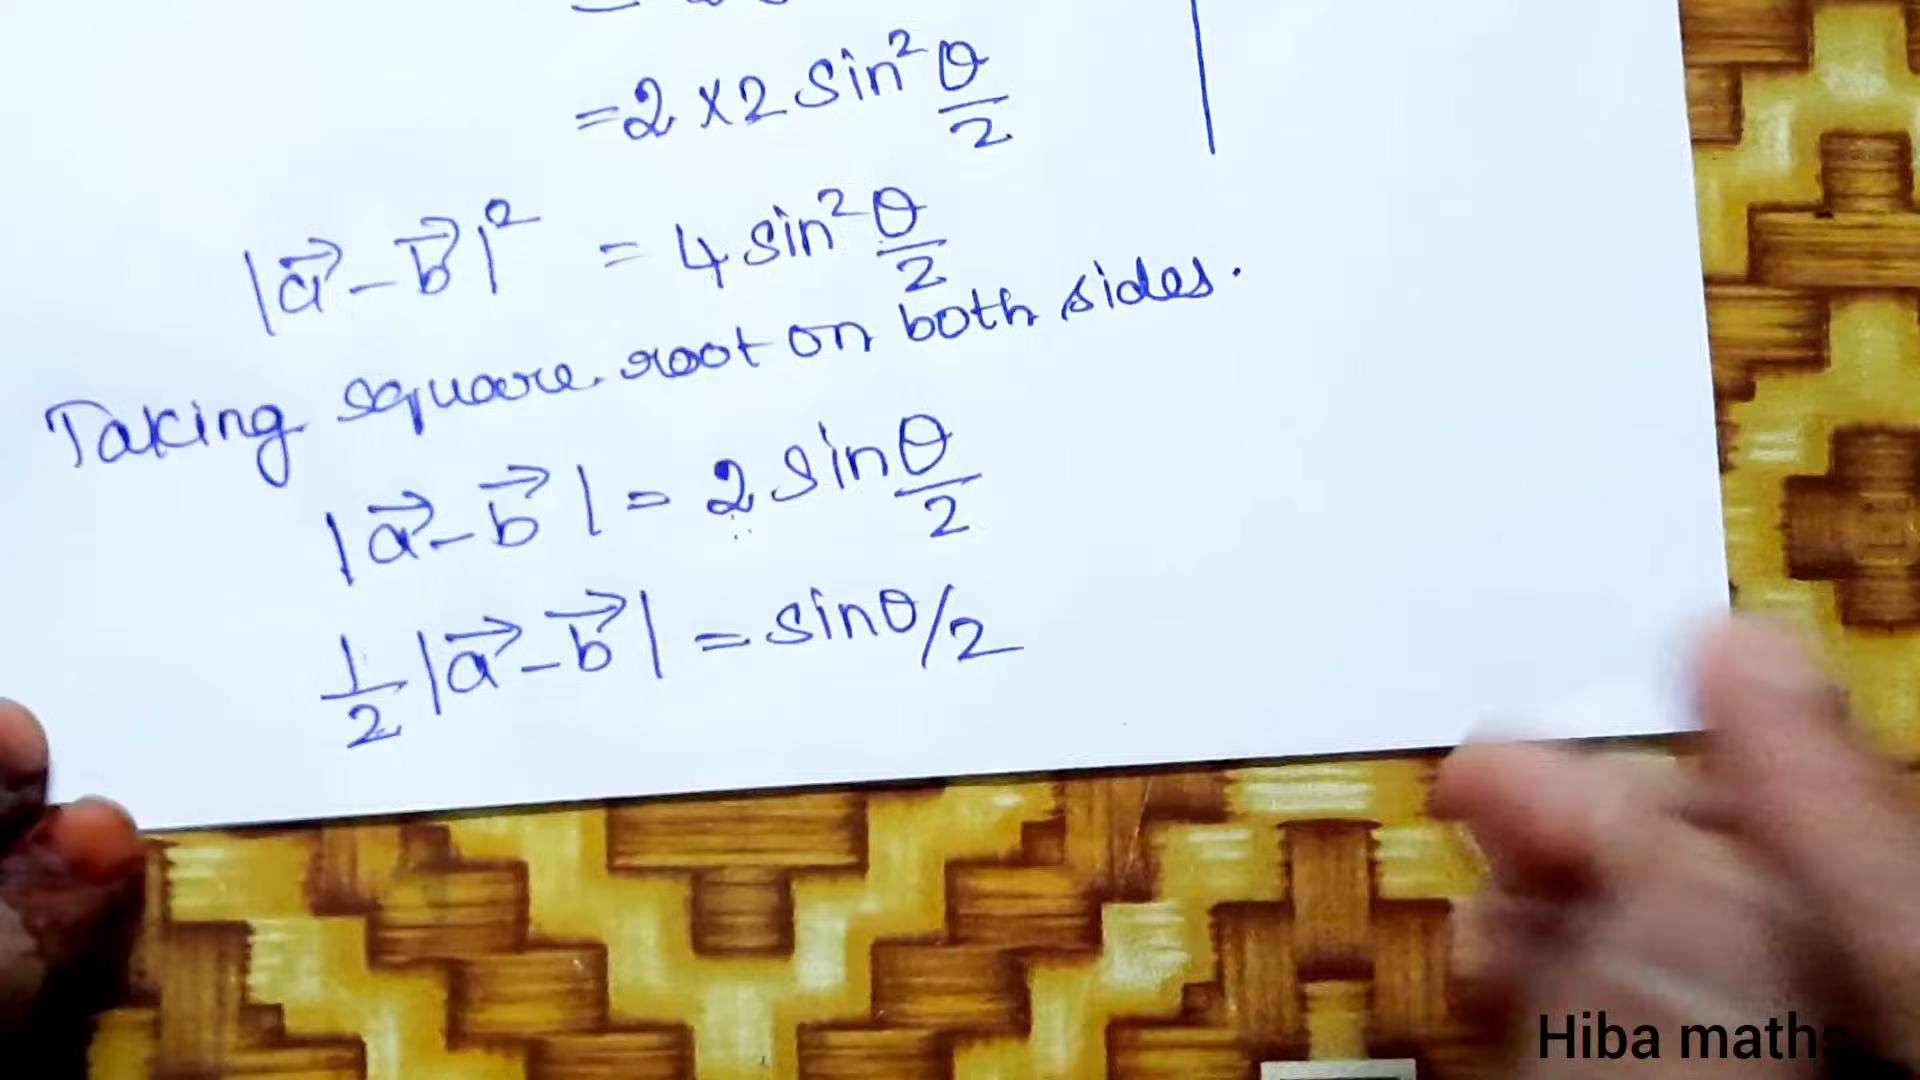 =2×2 sin²θ/2
|a⃗-b⃗|² = 4 sin²θ/2
Taking square root on both sides.
|a⃗-b⃗| = 2 sinθ/2
1/2|a⃗-b⃗| = sinθ/2
Hiba maths